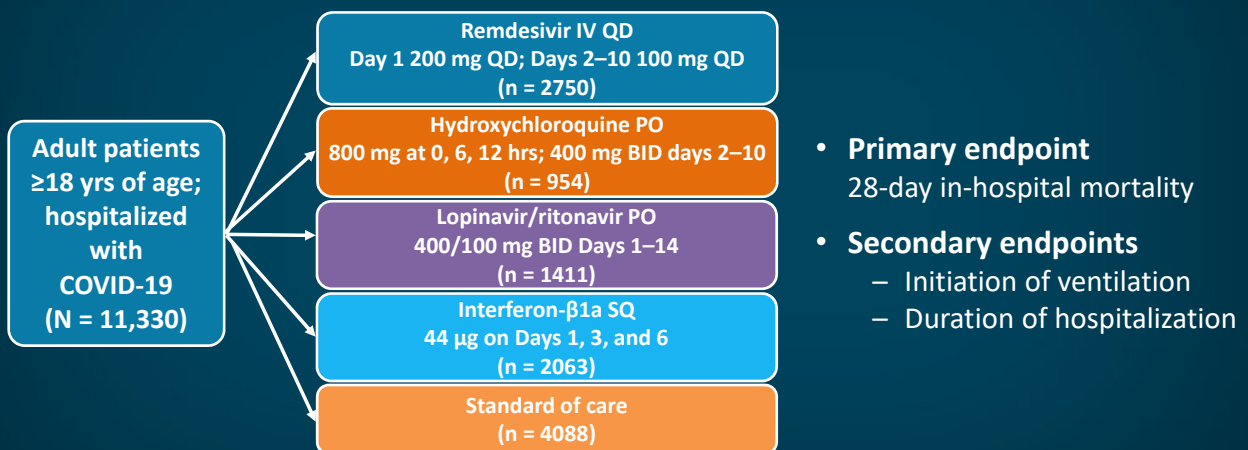 Adult patients
≥18 yrs of age;
hospitalized
with
COVID-19
(N = 11,330)
Remdesivir IV QD
Day 1 200 mg QD; Days 2–10 100 mg QD
(n = 2750)
Hydroxychloroquine PO
800 mg at 0, 6, 12 hrs; 400 mg BID days 2–10
(n = 954)
Lopinavir/ritonavir PO
400/100 mg BID Days 1–14
(n = 1411)
Interferon-β1a SQ
44 μg on Days 1, 3, and 6
(n = 2063)
Standard of care
(n = 4088)
• Primary endpoint
28-day in-hospital mortality
• Secondary endpoints
– Initiation of ventilation
– Duration of hospitalization